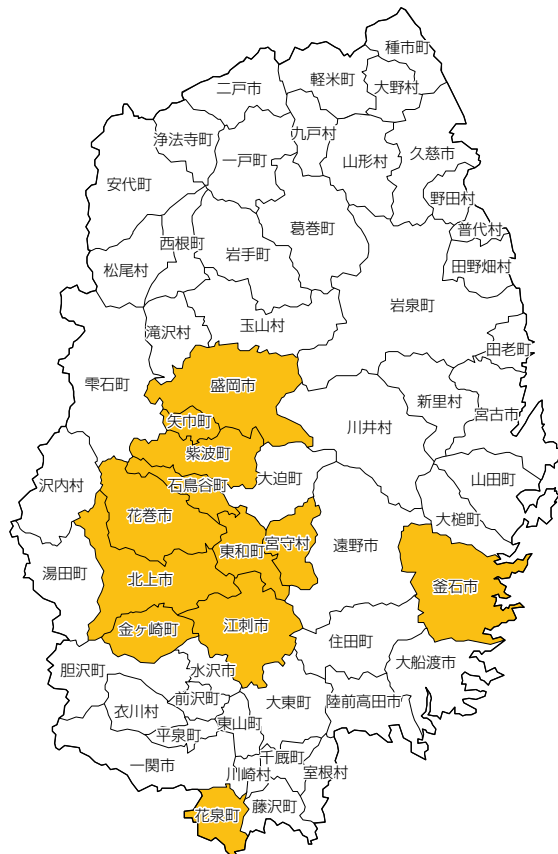 種市町
二戸市
軽米町
大野村
浄法寺町
一戸町
九戸村
山形村
久慈市
安代町
野田村
葛巻町
普代村
西根町
岩手町
松尾村
田野畑村
岩泉町
滝沢村
玉山村
田老町
雫石町
盛岡市
新里村
宮古市
矢巾町
川井村
紫波町
沢内村
石鳥谷町
大迫町
山田町
花巻市
大槌町
東和町
宮守村
遠野市
湯田町
北上市
釜石市
金ヶ崎町
江刺市
住田町
胆沢町
水沢市
大船渡市
前沢町
大東町
陸前高田市
衣川村
東山町
平泉町
一関市
千厩町
川崎村
室根村
花泉町
藤沢町